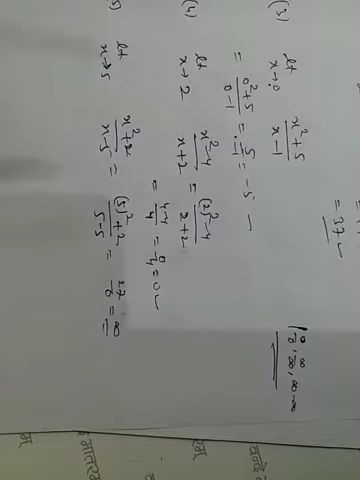 = 37
(3) lt x→0 x²+5 / x-1
= 0²+5 / 0-1 = 5 / -1 = -5
(4) lt x→2 x²-4 / x+2 = (2)²-4 / 2+2
= 4-4 / 4 = 0 / 4 = 0
lt x→5 x²+2 / x-5 = (5)²+2 / 5-5 = 27 / 0 = ∞
0/0, ∞/∞, ∞-∞